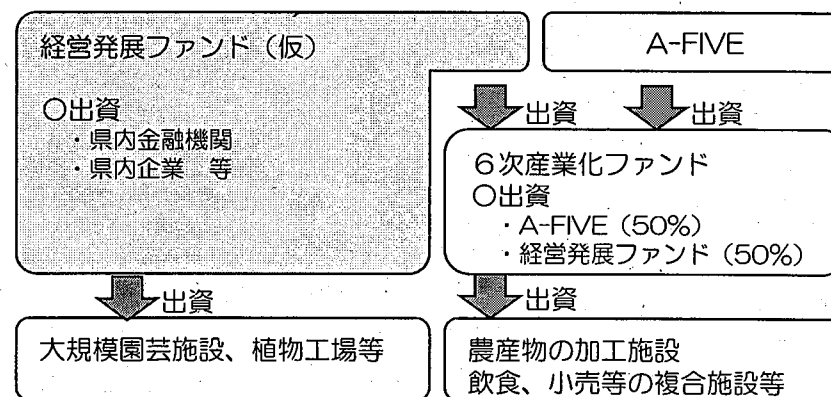 経営発展ファンド（仮）
○出資
・県内金融機関
・県内企業　等
A-FIVE
出資
出資
6次産業化ファンド
○出資
・A-FIVE（50%）
・経営発展ファンド（50%）
出資
出資
大規模園芸施設、植物工場等
農産物の加工施設
飲食、小売等の複合施設等